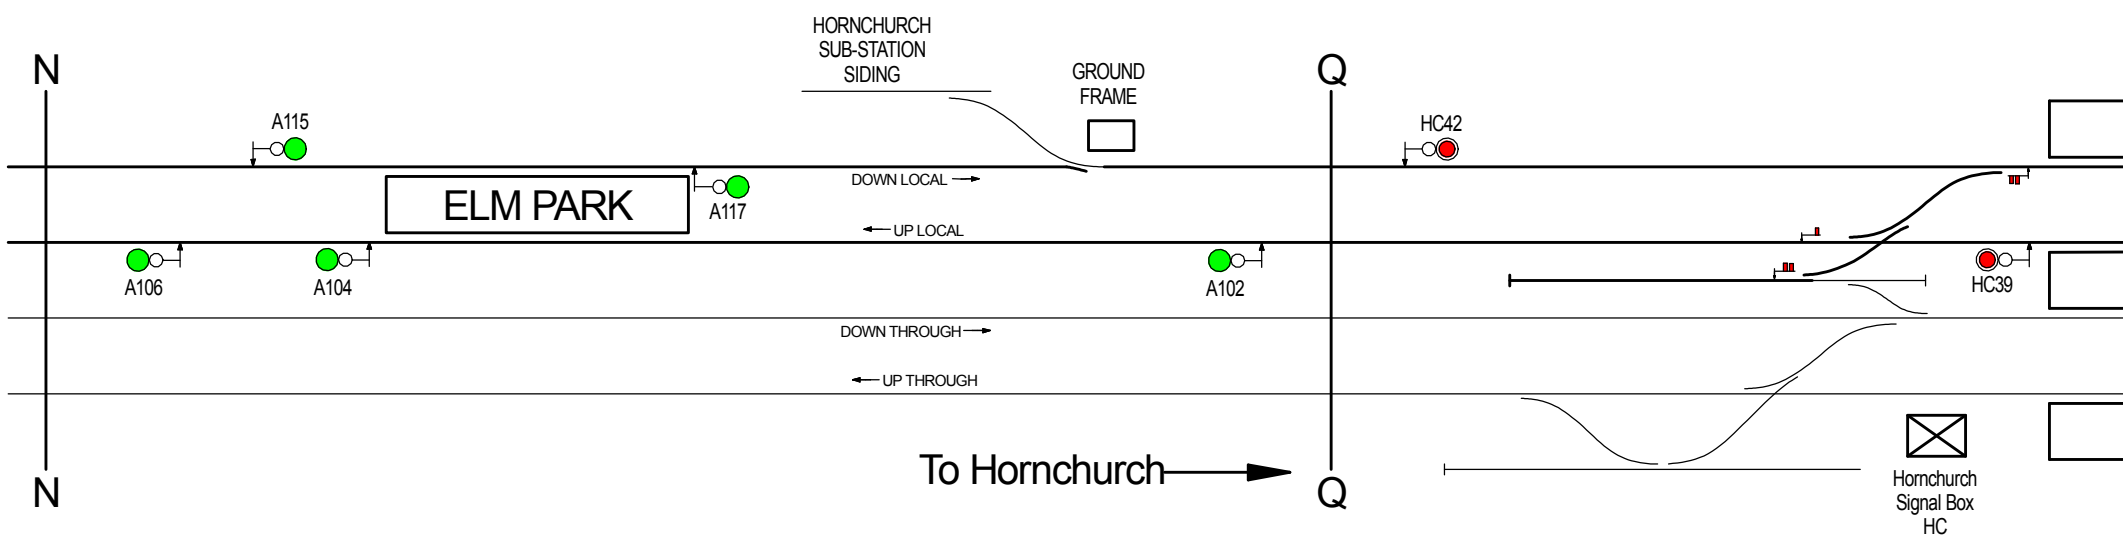 HORNCHURCH
SUB-STATION
SIDING
GROUND
FRAME
N
Q
A115
HC42
DOWN LOCAL
ELM PARK
A117
UP LOCAL
A106
A104
A102
HC39
DOWN THROUGH
UP THROUGH
To Hornchurch
N
Q
Hornchurch
Signal Box
HC